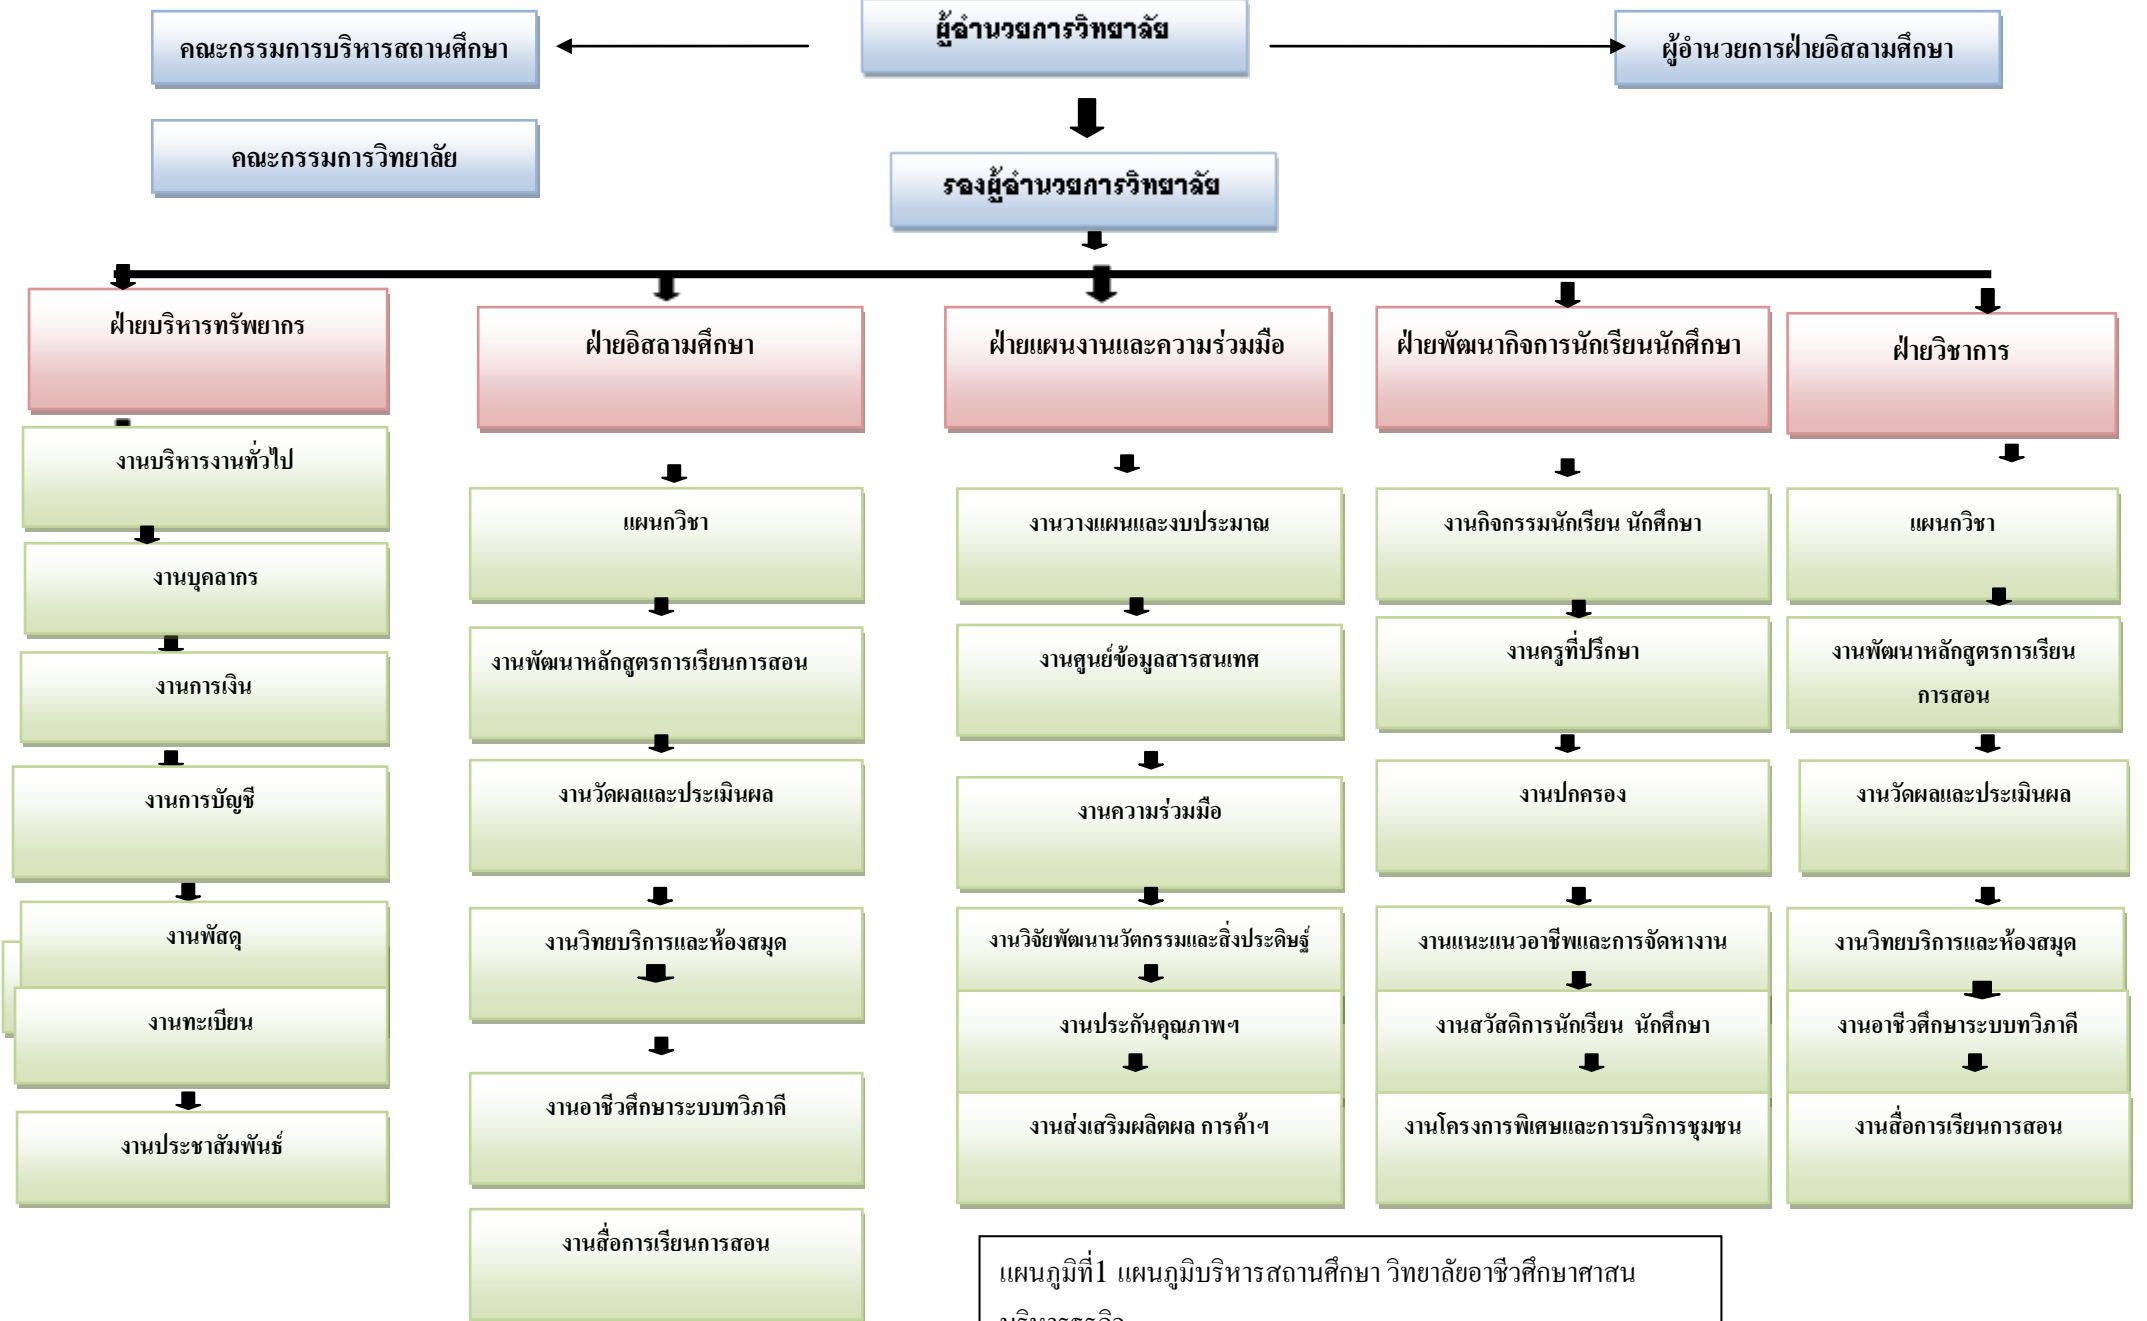 คณะกรรมการบริหารสถานศึกษา
ผู้อำนวยการวิทยาลัย
ผู้อำนวยการฝ่ายอิสลามศึกษา
คณะกรรมการวิทยาลัย
รองผู้อำนวยการวิทยาลัย
ฝ่ายบริหารทรัพยากร
งานบริหารงานทั่วไป
งานบุคลากร
งานการเงิน
งานการบัญชี
งานพัสดุ
งานทะเบียน
งานประชาสัมพันธ์
ฝ่ายอิสลามศึกษา
แผนกวิชา
งานพัฒนาหลักสูตรการเรียนการสอน
งานวัดผลและประเมินผล
งานวิทยบริการและห้องสมุด
งานอาชีวศึกษาระบบทวิภาคี
งานสื่อการเรียนการสอน
ฝ่ายแผนงานและความร่วมมือ
งานวางแผนและงบประมาณ
งานศูนย์ข้อมูลสารสนเทศ
งานความร่วมมือ
งานวิจัยพัฒนานวัตกรรมและสิ่งประดิษฐ์
งานประกันคุณภาพฯ
งานส่งเสริมผลิตผล การค้าฯ
ฝ่ายพัฒนากิจการนักเรียนนักศึกษา
งานกิจกรรมนักเรียน นักศึกษา
งานครูที่ปรึกษา
งานปกครอง
งานแนะแนวอาชีพและการจัดหางาน
งานสวัสดิการนักเรียน นักศึกษา
งานโครงการพิเศษและการบริการชุมชน
ฝ่ายวิชาการ
แผนกวิชา
งานพัฒนาหลักสูตรการเรียน
การสอน
งานวัดผลและประเมินผล
งานวิทยบริการและห้องสมุด
งานอาชีวศึกษาระบบทวิภาคี
งานสื่อการเรียนการสอน
แผนภูมิที่1 แผนภูมิบริหารสถานศึกษา วิทยาลัยอาชีวศึกษาศาสน